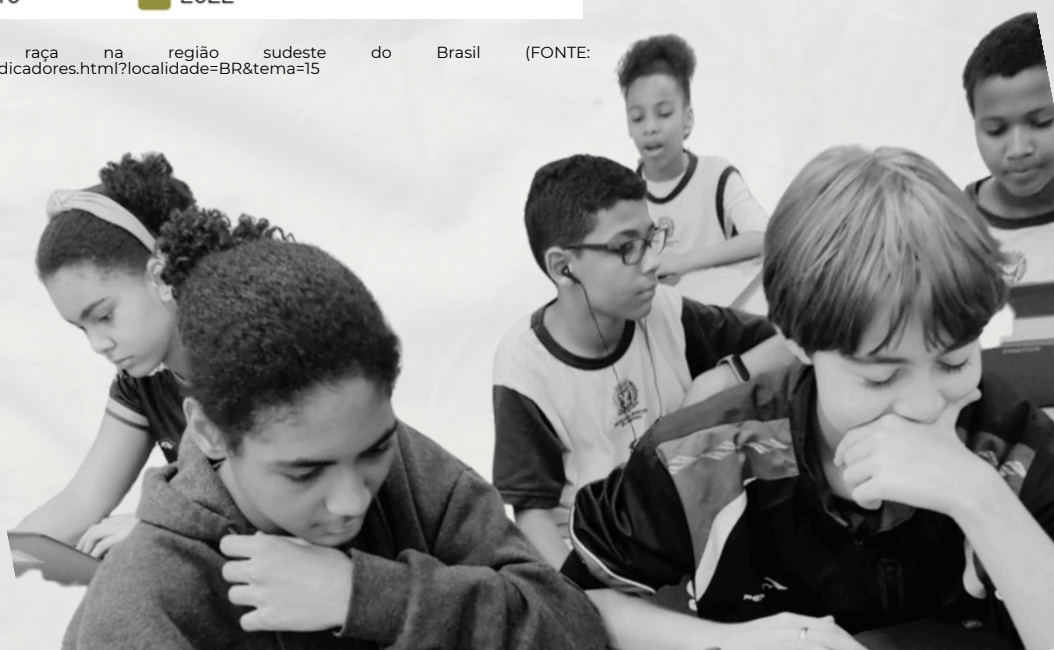 2022
raça na região sudeste do Brasil (FONTE:
dicadores.html?localidade=BR&tema=15